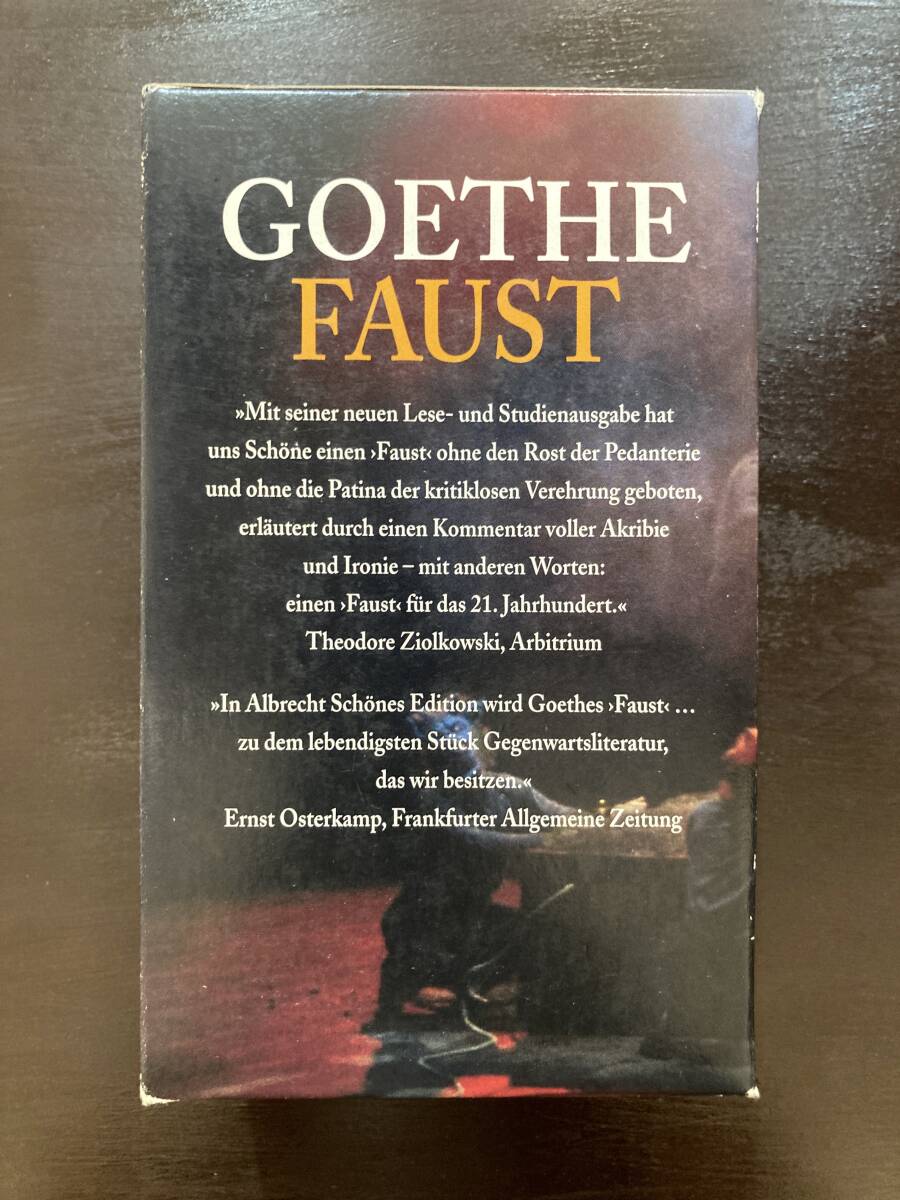 GOETHE
FAUST
»Mit seiner neuen Lese- und Studienausgabe hat
uns Schöne einen ›Faust‹ ohne den Rost der Pedanterie
und ohne die Patina der kritiklosen Verehrung geboten,
erläutert durch einen Kommentar voller Akribie
und Ironie – mit anderen Worten:
einen ›Faust‹ für das 21. Jahrhundert.«
Theodore Ziolkowski, Arbitrium
»In Albrecht Schönes Edition wird Goethes ›Faust‹ …
zu dem lebendigsten Stück Gegenwartsliteratur,
das wir besitzen.«
Ernst Osterkamp, Frankfurter Allgemeine Zeitung